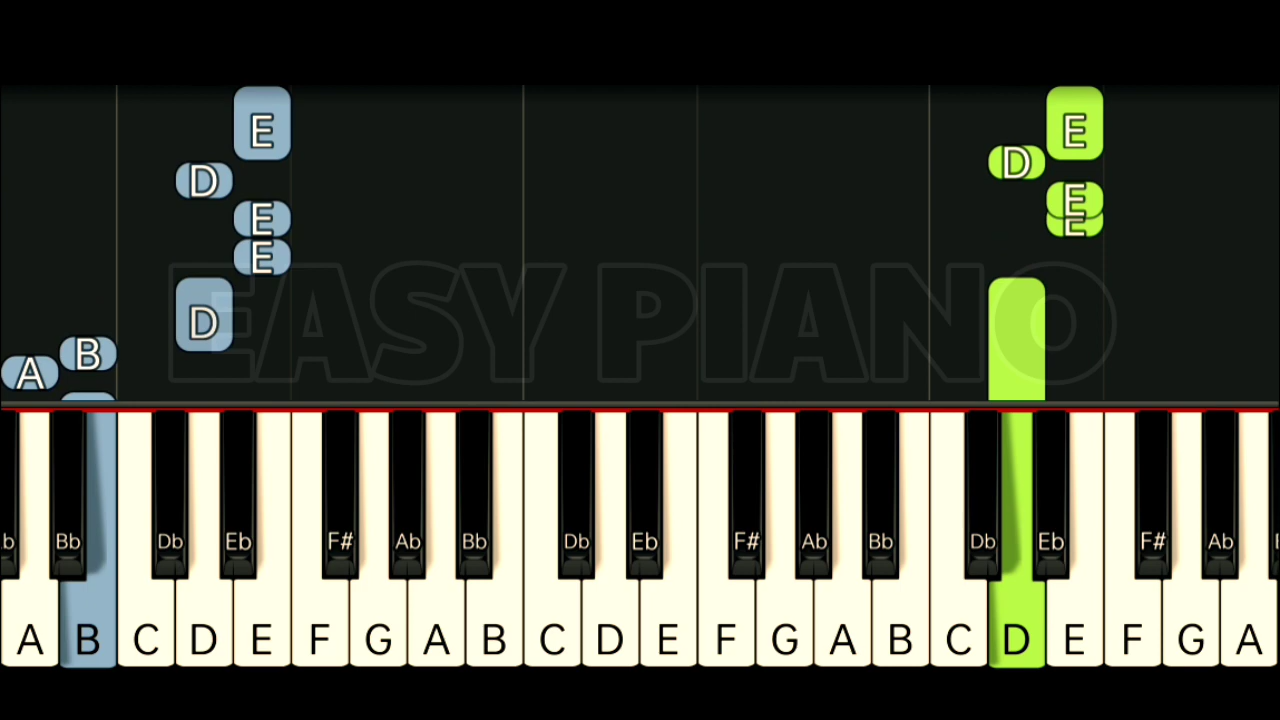 E E
D D
E E
E E
D
B
A
EASY PIANO
b Bb Db Eb F# Ab Bb Db Eb F# Ab Bb Db Eb F# Ab
A B C D E F G A B C D E F G A B C D E F G A